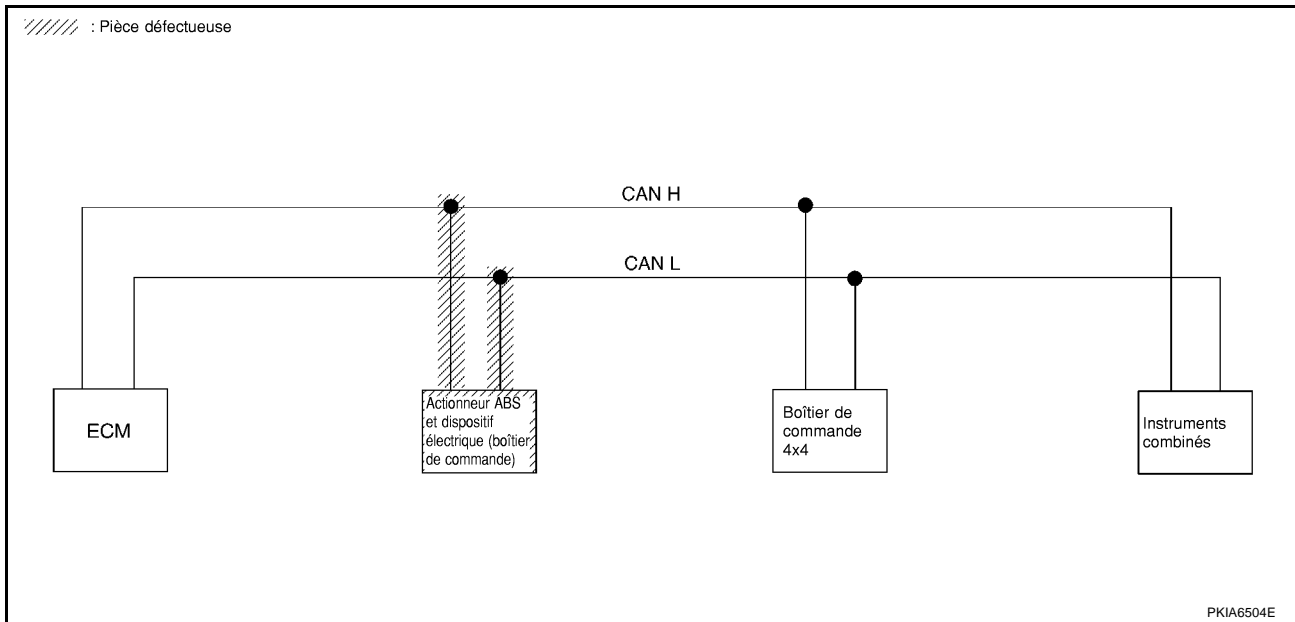 : Pièce défectueuse
CAN H
CAN L
ECM
Actionneur ABS
et dispositif
électrique (boîtier
de commande)
Boîtier de
commande
4x4
Instruments
combinés
PKIA6504E